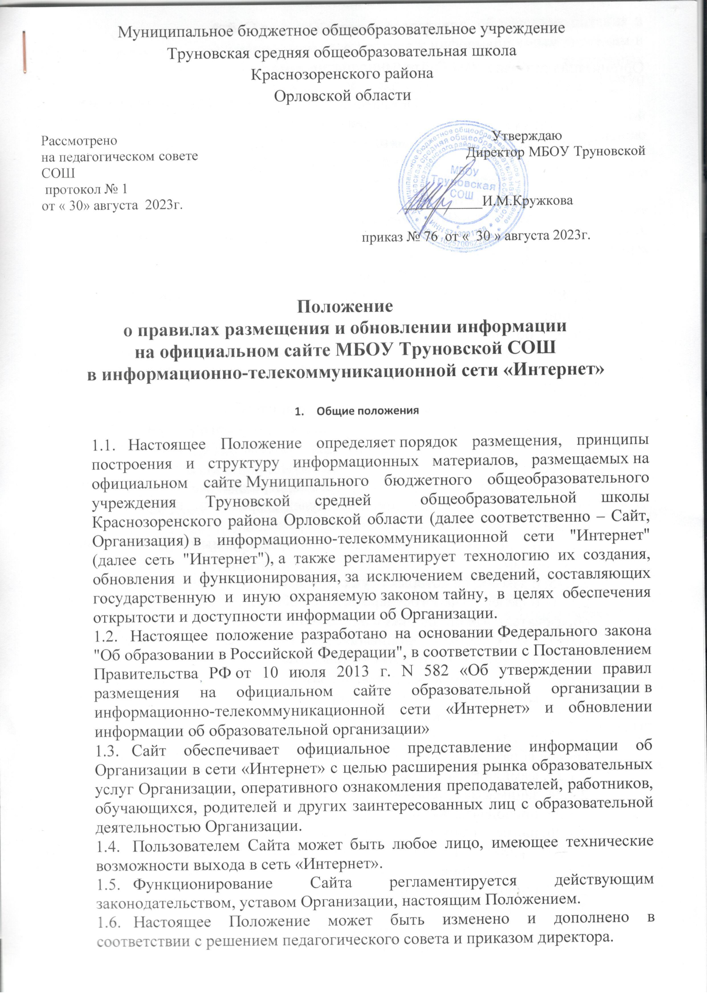 Муниципальное бюджетное общеобразовательное учреждение
Труновская средняя общеобразовательная школа
Краснозоренского района
Орловской области
Рассмотрено
на педагогическом совете
СОШ
протокол № 1
от « 30» августа 2023г.
Утверждаю
Директор МБОУ Труновской
МБОУ
Труновская
СОШ
____________И.М.Кружкова
приказ № 76 от « 30 » августа 2023г.
Положение
о правилах размещения и обновлении информации
на официальном сайте МБОУ Труновской СОШ
в информационно-телекоммуникационной сети «Интернет»
1. Общие положения
1.1. Настоящее Положение определяет порядок размещения, принципы
построения и структуру информационных материалов, размещаемых на
официальном сайте Муниципального бюджетного общеобразовательного
учреждения Труновской средней общеобразовательной школы
Краснозоренского района Орловской области (далее соответственно – Сайт,
Организация) в информационно-телекоммуникационной сети "Интернет"
(далее сеть "Интернет"), а также регламентирует технологию их создания,
обновления и функционирования, за исключением сведений, составляющих
государственную и иную охраняемую законом тайну, в целях обеспечения
открытости и доступности информации об Организации.
1.2. Настоящее положение разработано на основании Федерального закона
"Об образовании в Российской Федерации", в соответствии с Постановлением
Правительства РФ от 10 июля 2013 г. N 582 «Об утверждении правил
размещения на официальном сайте образовательной организации в
информационно-телекоммуникационной сети «Интернет» и обновлении
информации об образовательной организации»
1.3. Сайт обеспечивает официальное представление информации об
Организации в сети «Интернет» с целью расширения рынка образовательных
услуг Организации, оперативного ознакомления преподавателей, работников,
обучающихся, родителей и других заинтересованных лиц с образовательной
деятельностью Организации.
1.4. Пользователем Сайта может быть любое лицо, имеющее технические
возможности выхода в сеть «Интернет».
1.5. Функционирование Сайта регламентируется действующим
законодательством, уставом Организации, настоящим Положением.
1.6. Настоящее Положение может быть изменено и дополнено в
соответствии с решением педагогического совета и приказом директора.